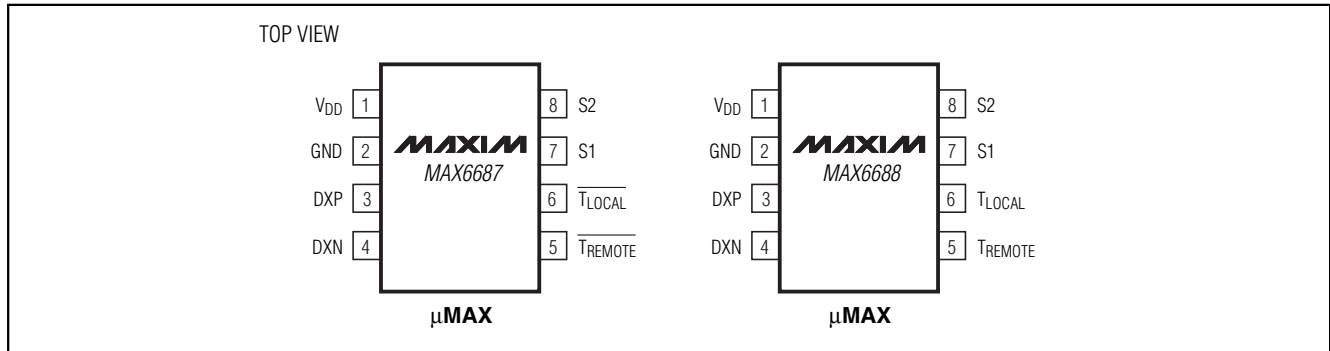 TOP VIEW
VDD 1 8 S2
GND 2 MAXIM 7 S1
MAX6687
DXP 3 6 T̅L̅O̅C̅A̅L̅
DXN 4 5 T̅R̅E̅M̅O̅T̅E̅
µMAX
VDD 1 8 S2
GND 2 MAXIM 7 S1
MAX6688
DXP 3 6 TLOCAL
DXN 4 5 TREMOTE
µMAX